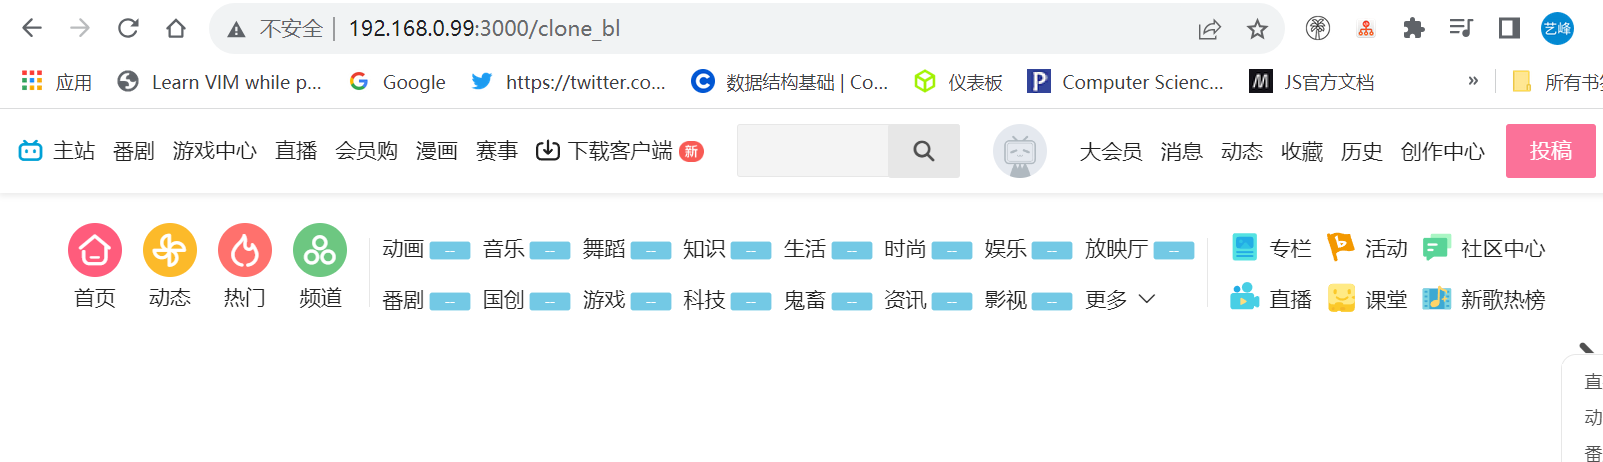 不安全 | 192.168.0.99:3000/clone_bl 艺峰
应用 Learn VIM while p... Google https://twitter.co... 数据结构基础 | Co... 仪表板 Computer Scienc... JS官方文档 » 所有书签
主站 番剧 游戏中心 直播 会员购 漫画 赛事 下载客户端 新 大会员 消息 动态 收藏 历史 创作中心 投稿
动画 -- 音乐 -- 舞蹈 -- 知识 -- 生活 -- 时尚 -- 娱乐 -- 放映厅 -- 专栏 活动 社区中心
首页 动态 热门 频道 番剧 -- 国创 -- 游戏 -- 科技 -- 鬼畜 -- 资讯 -- 影视 -- 更多 直播 课堂 新歌热榜
直
动
番